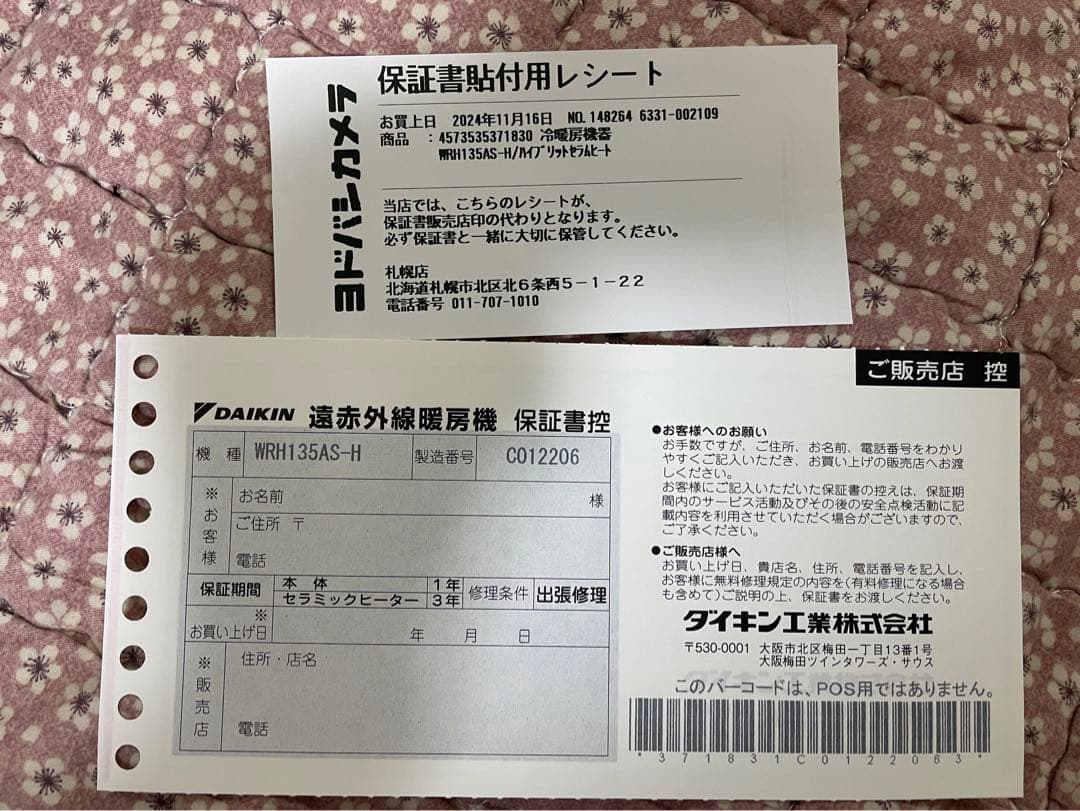 ヨドバシカメラ
保証書貼付用レシート
お買上日 2024年11月16日 NO.148264 6331-002109
商品 :4573535371830 冷暖房機器
WRH135AS-H/ハイブリットセラムヒート
当店では、こちらのレシートが、
保証書販売店印の代わりとなります。
必ず保証書と一緒に大切に保管してください。
札幌店
北海道札幌市北区北6条西5-1-22
電話番号 011-707-1010
ご販売店 控
DAIKIN 遠赤外線暖房機 保証書控
機種 WRH135AS-H 製造番号 C012206
※お客様
お名前 様
ご住所 〒
電話
保証期間 本体 1年
セラミックヒーター 3年
修理条件 出張修理
※お買い上げ日 年 月 日
※販売店
住所・店名
電話
●お客様へのお願い
お手数ですが、ご住所、お名前、電話番号をわかり
やすくご記入いただき、お買い上げの販売店へお渡
しください。
お客様にご記入いただいた保証書の控えは、保証期
間内のサービス活動及びその後の安全点検活動に記
載内容を利用させていただく場合がございますので、
ご了承ください。
●ご販売店様へ
お買い上げ日、貴店名、住所、電話番号を記入し、
お客様に無料修理規定の内容を(有料修理になる場合
も含めて)ご説明の上、保証書をお渡しください。
ダイキン工業株式会社
〒530-0001 大阪市北区梅田一丁目13番1号
大阪梅田ツインタワーズ・サウス
このバーコードは、POS用ではありません。
*371831C0122063*